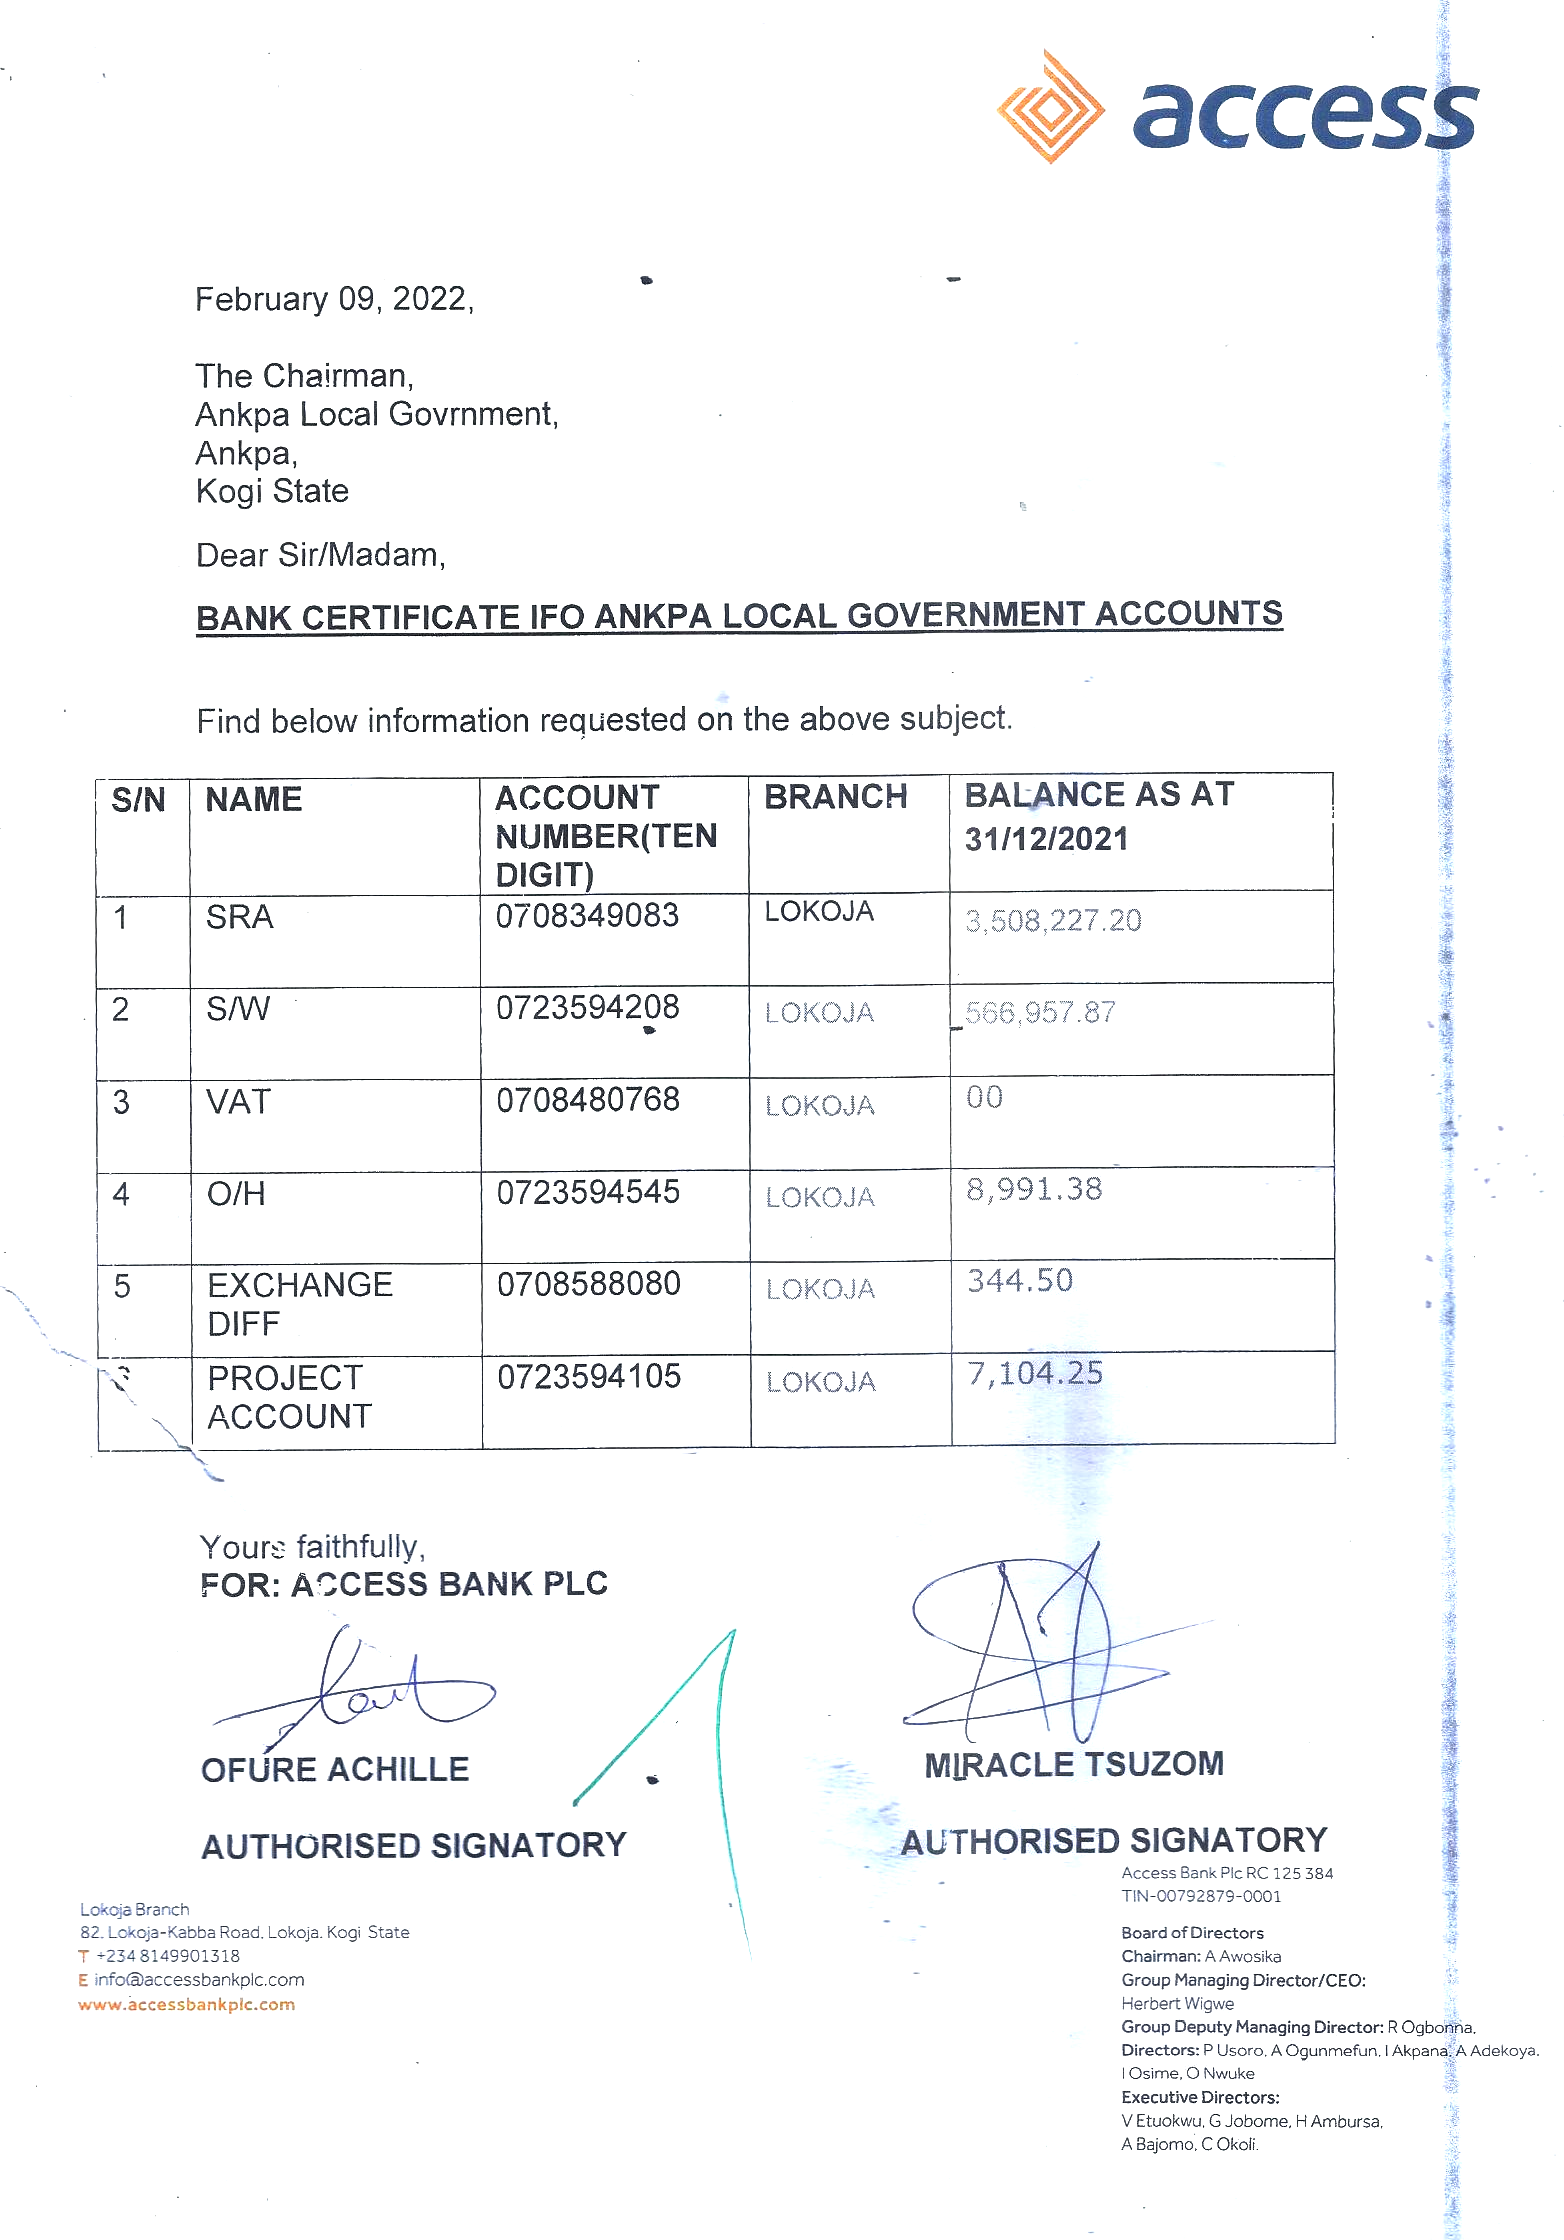 access
February 09, 2022,
The Chairman,
Ankpa Local Govrnment,
Ankpa,
Kogi State
Dear Sir/Madam,
BANK CERTIFICATE IFO ANKPA LOCAL GOVERNMENT ACCOUNTS
Find below information requested on the above subject.
S/N NAME ACCOUNT NUMBER(TEN DIGIT) BRANCH BALANCE AS AT 31/12/2021
1 SRA 0708349083 LOKOJA 3,508,227.20
2 S/W 0723594208 LOKOJA 566,957.87
3 VAT 0708480768 LOKOJA 00
4 O/H 0723594545 LOKOJA 8,991.38
5 EXCHANGE DIFF 0708588080 LOKOJA 344.50
PROJECT ACCOUNT 0723594105 LOKOJA 7,104.25
Yours faithfully,
FOR: ACCESS BANK PLC
OFURE ACHILLE
AUTHORISED SIGNATORY
MIRACLE TSUZOM
AUTHORISED SIGNATORY
Lokoja Branch
82, Lokoja-Kabba Road, Lokoja, Kogi State
T +234 8149901318
E info@accessbankplc.com
www.accessbankplc.com
Access Bank Plc RC 125 384
TIN-00792879-0001
Board of Directors
Chairman: A Awosika
Group Managing Director/CEO:
Herbert Wigwe
Group Deputy Managing Director: R Ogbonna,
Directors: P Usoro, A Ogunmefun, I Akpana, A Adekoya,
I Osime, O Nwuke
Executive Directors:
V Etuokwu, G Jobome, H Ambursa,
A Bajomo, C Okoli.